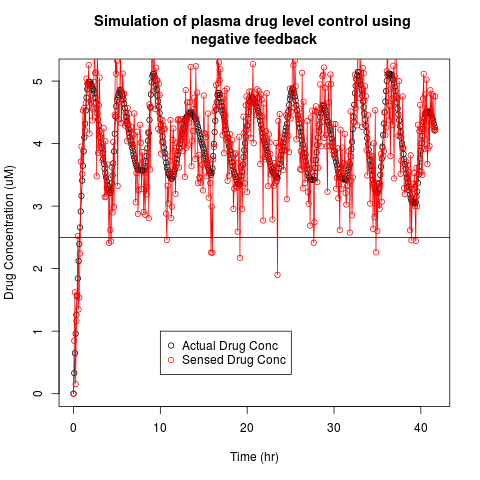 Simulation of plasma drug level control using
negative feedback
Drug Concentration (uM)
5
4
3
2
1
0
Actual Drug Conc
Sensed Drug Conc
0 10 20 30 40
Time (hr)